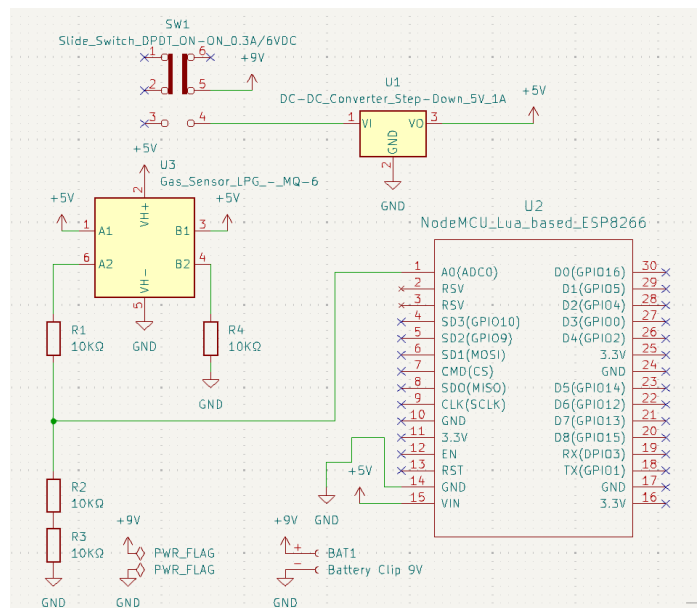 SW1
Slide_Switch_DPDT_ON-ON_0.3A/6VDC
1 6
+9V
2 5
3 4
U1
DC-DC_Converter_Step-Down_5V_1A
1 VI VO 3
GND
2
+5V
GND
+5V
U3
Gas_Sensor_LPG_-_MQ-6
2
VH+
+5V +5V
1 A1 B1 3
6 A2 B2 4
VH-
5
GND
R1
10KΩ
R4
10KΩ
GND
U2
NodeMCU_Lua_based_ESP8266
1 A0(ADC0) D0(GPIO16) 30
2 RSV D1(GPIO5) 29
3 RSV D2(GPIO4) 28
4 SD3(GPIO10) D3(GPIO0) 27
5 SD2(GPIO9) D4(GPIO2) 26
6 SD1(MOSI) 3.3V 25
7 CMD(CS) GND 24
8 SD0(MISO) D5(GPIO14) 23
9 CLK(SCLK) D6(GPIO12) 22
10 GND D7(GPIO13) 21
11 3.3V D8(GPIO15) 20
12 EN RX(DPIO3) 19
13 RST TX(GPIO1) 18
14 GND GND 17
15 VIN 3.3V 16
+5V
GND
R2
10KΩ
R3
10KΩ
GND
+9V
PWR_FLAG
PWR_FLAG
GND
+9V
+ BAT1
- Battery Clip 9V
GND